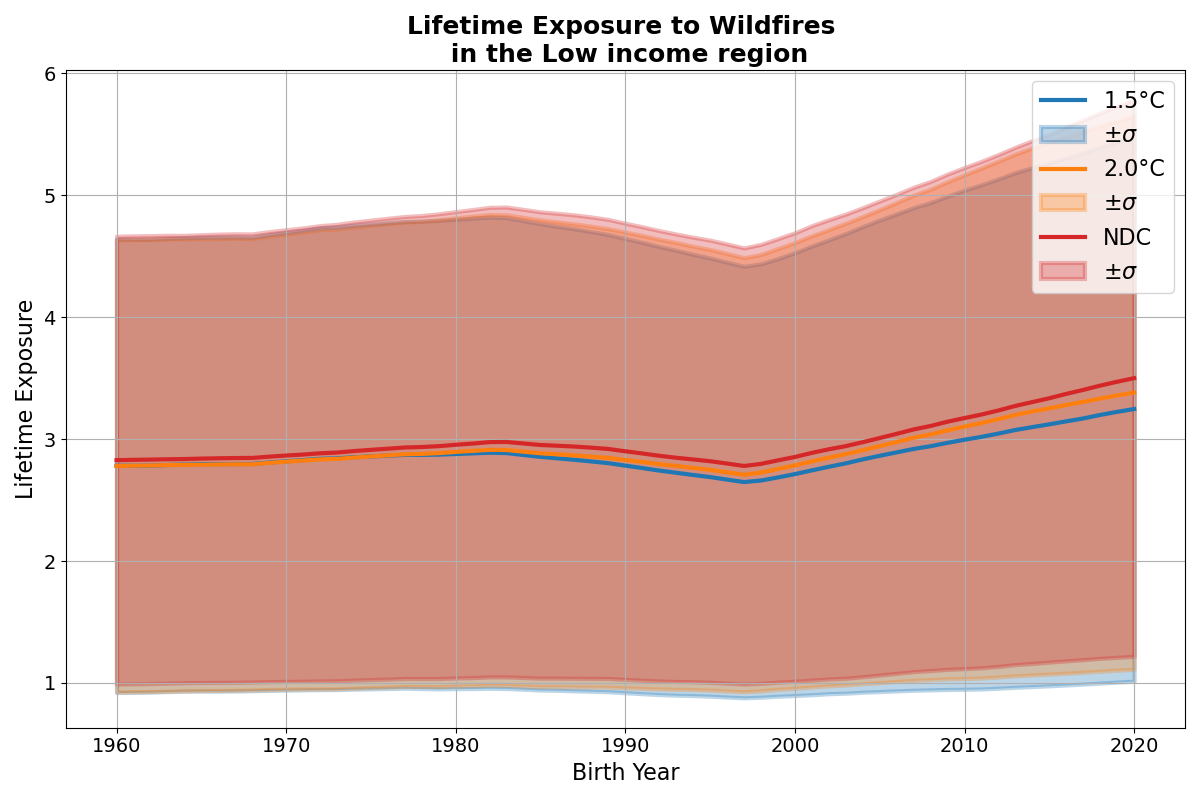 Lifetime Exposure to Wildfires
in the Low income region
Lifetime Exposure
6
5
4
3
2
1
1.5°C
±σ
2.0°C
±σ
NDC
±σ
1960 1970 1980 1990 2000 2010 2020
Birth Year